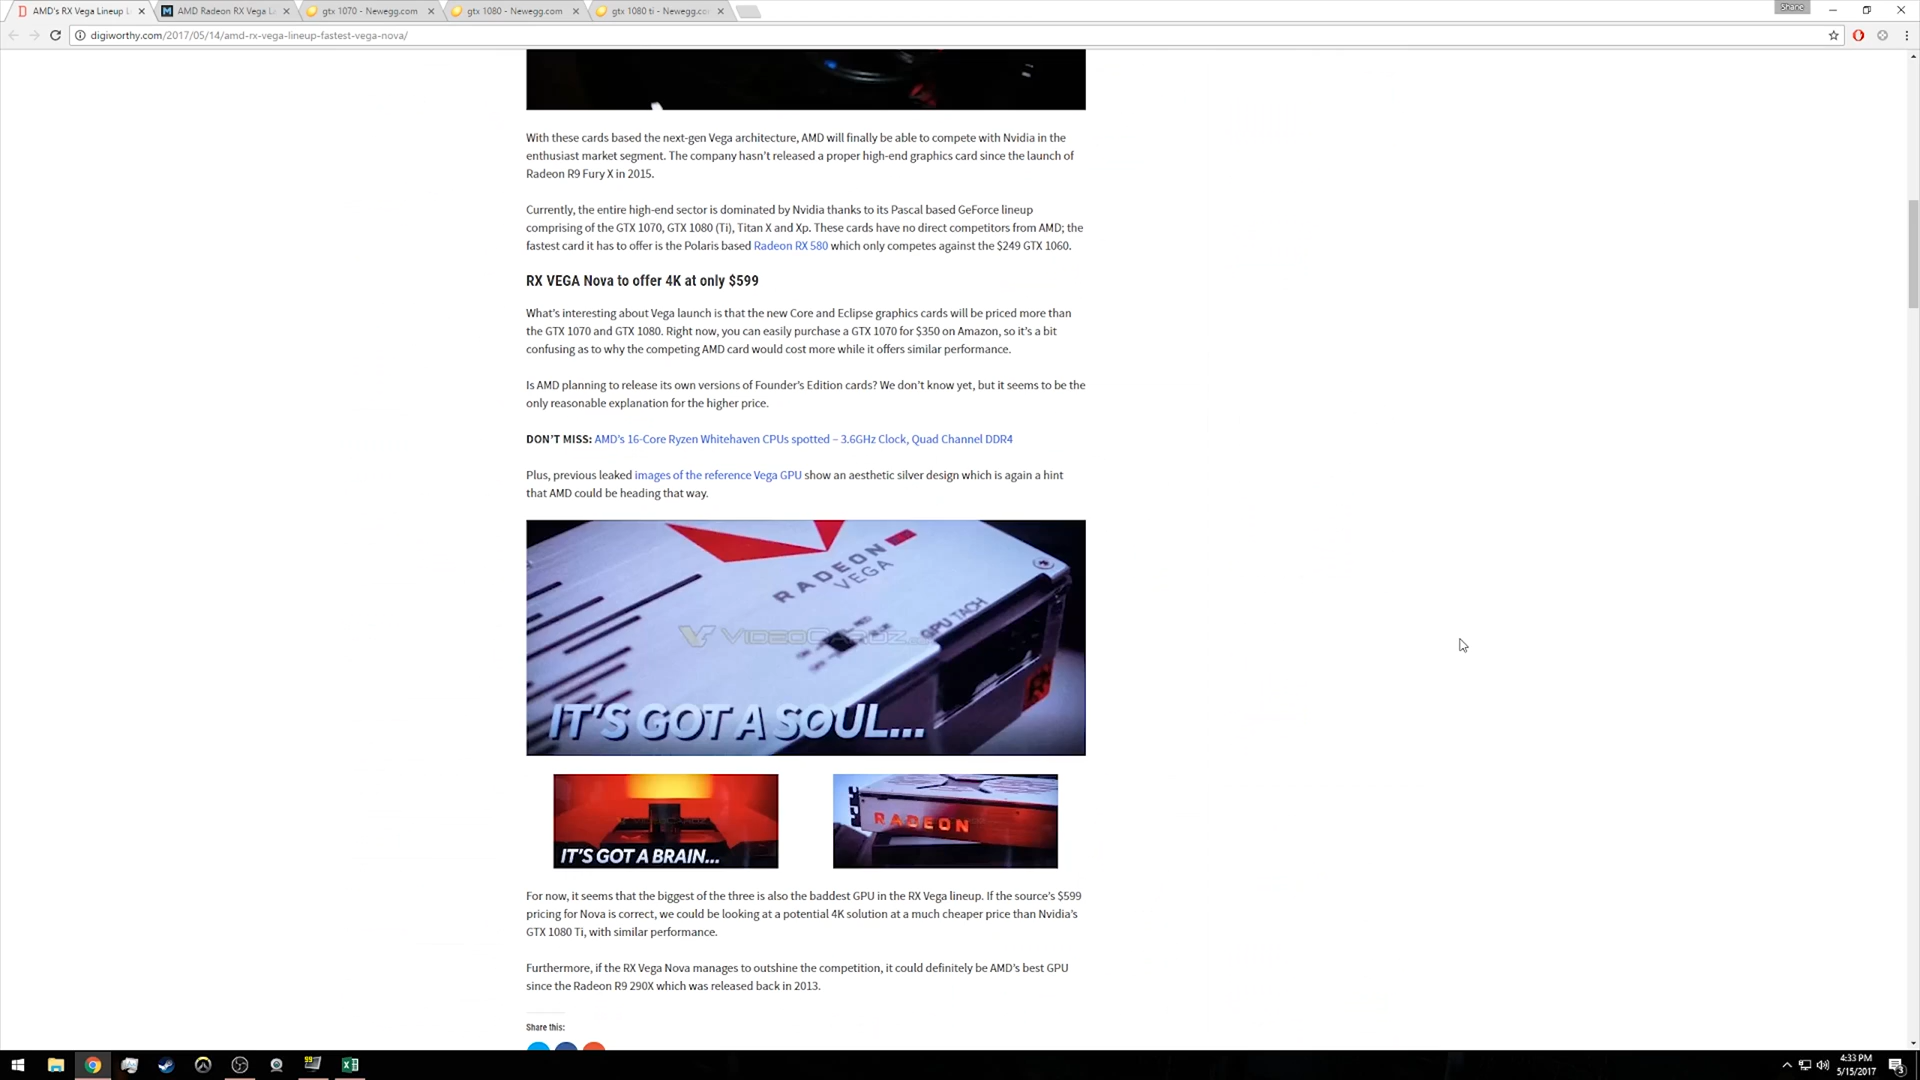 AMD's RX Vega Lineup L
AMD Radeon RX Vega L
gtx 1070 - Newegg.com
gtx 1080 - Newegg.com
gtx 1080 ti - Newegg.co
Shane
digiworthy.com/2017/05/14/amd-rx-vega-lineup-fastest-vega-nova/
With these cards based the next-gen Vega architecture, AMD will finally be able to compete with Nvidia in the
enthusiast market segment. The company hasn't released a proper high-end graphics card since the launch of
Radeon R9 Fury X in 2015.
Currently, the entire high-end sector is dominated by Nvidia thanks to its Pascal based GeForce lineup
comprising of the GTX 1070, GTX 1080 (Ti), Titan X and Xp. These cards have no direct competitors from AMD; the
fastest card it has to offer is the Polaris based Radeon RX 580 which only competes against the $249 GTX 1060.
RX VEGA Nova to offer 4K at only $599
What's interesting about Vega launch is that the new Core and Eclipse graphics cards will be priced more than
the GTX 1070 and GTX 1080. Right now, you can easily purchase a GTX 1070 for $350 on Amazon, so it's a bit
confusing as to why the competing AMD card would cost more while it offers similar performance.
Is AMD planning to release its own versions of Founder's Edition cards? We don't know yet, but it seems to be the
only reasonable explanation for the higher price.
DON'T MISS: AMD's 16-Core Ryzen Whitehaven CPUs spotted – 3.6GHz Clock, Quad Channel DDR4
Plus, previous leaked images of the reference Vega GPU show an aesthetic silver design which is again a hint
that AMD could be heading that way.
RADEON
VEGA
GPU TACH
VIDEOCARDZ
IT'S GOT A SOUL...
IT'S GOT A BRAIN...
RADEON
For now, it seems that the biggest of the three is also the baddest GPU in the RX Vega lineup. If the source's $599
pricing for Nova is correct, we could be looking at a potential 4K solution at a much cheaper price than Nvidia's
GTX 1080 Ti, with similar performance.
Furthermore, if the RX Vega Nova manages to outshine the competition, it could definitely be AMD's best GPU
since the Radeon R9 290X which was released back in 2013.
Share this:
99
4:33 PM
5/15/2017
3